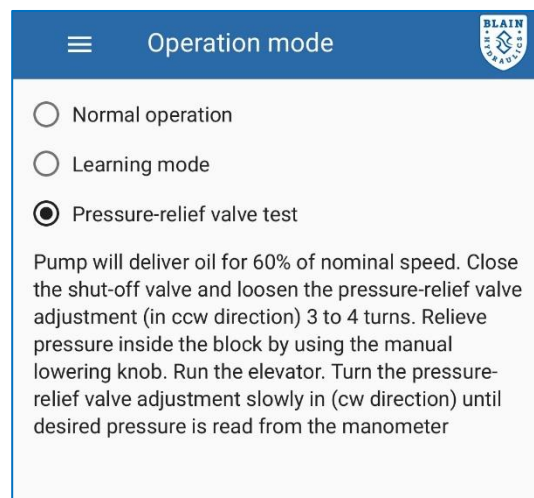 Operation mode
BLAIN
HYDRAULICS
Normal operation
Learning mode
Pressure-relief valve test
Pump will deliver oil for 60% of nominal speed. Close
the shut-off valve and loosen the pressure-relief valve
adjustment (in ccw direction) 3 to 4 turns. Relieve
pressure inside the block by using the manual
lowering knob. Run the elevator. Turn the pressure-
relief valve adjustment slowly in (cw direction) until
desired pressure is read from the manometer